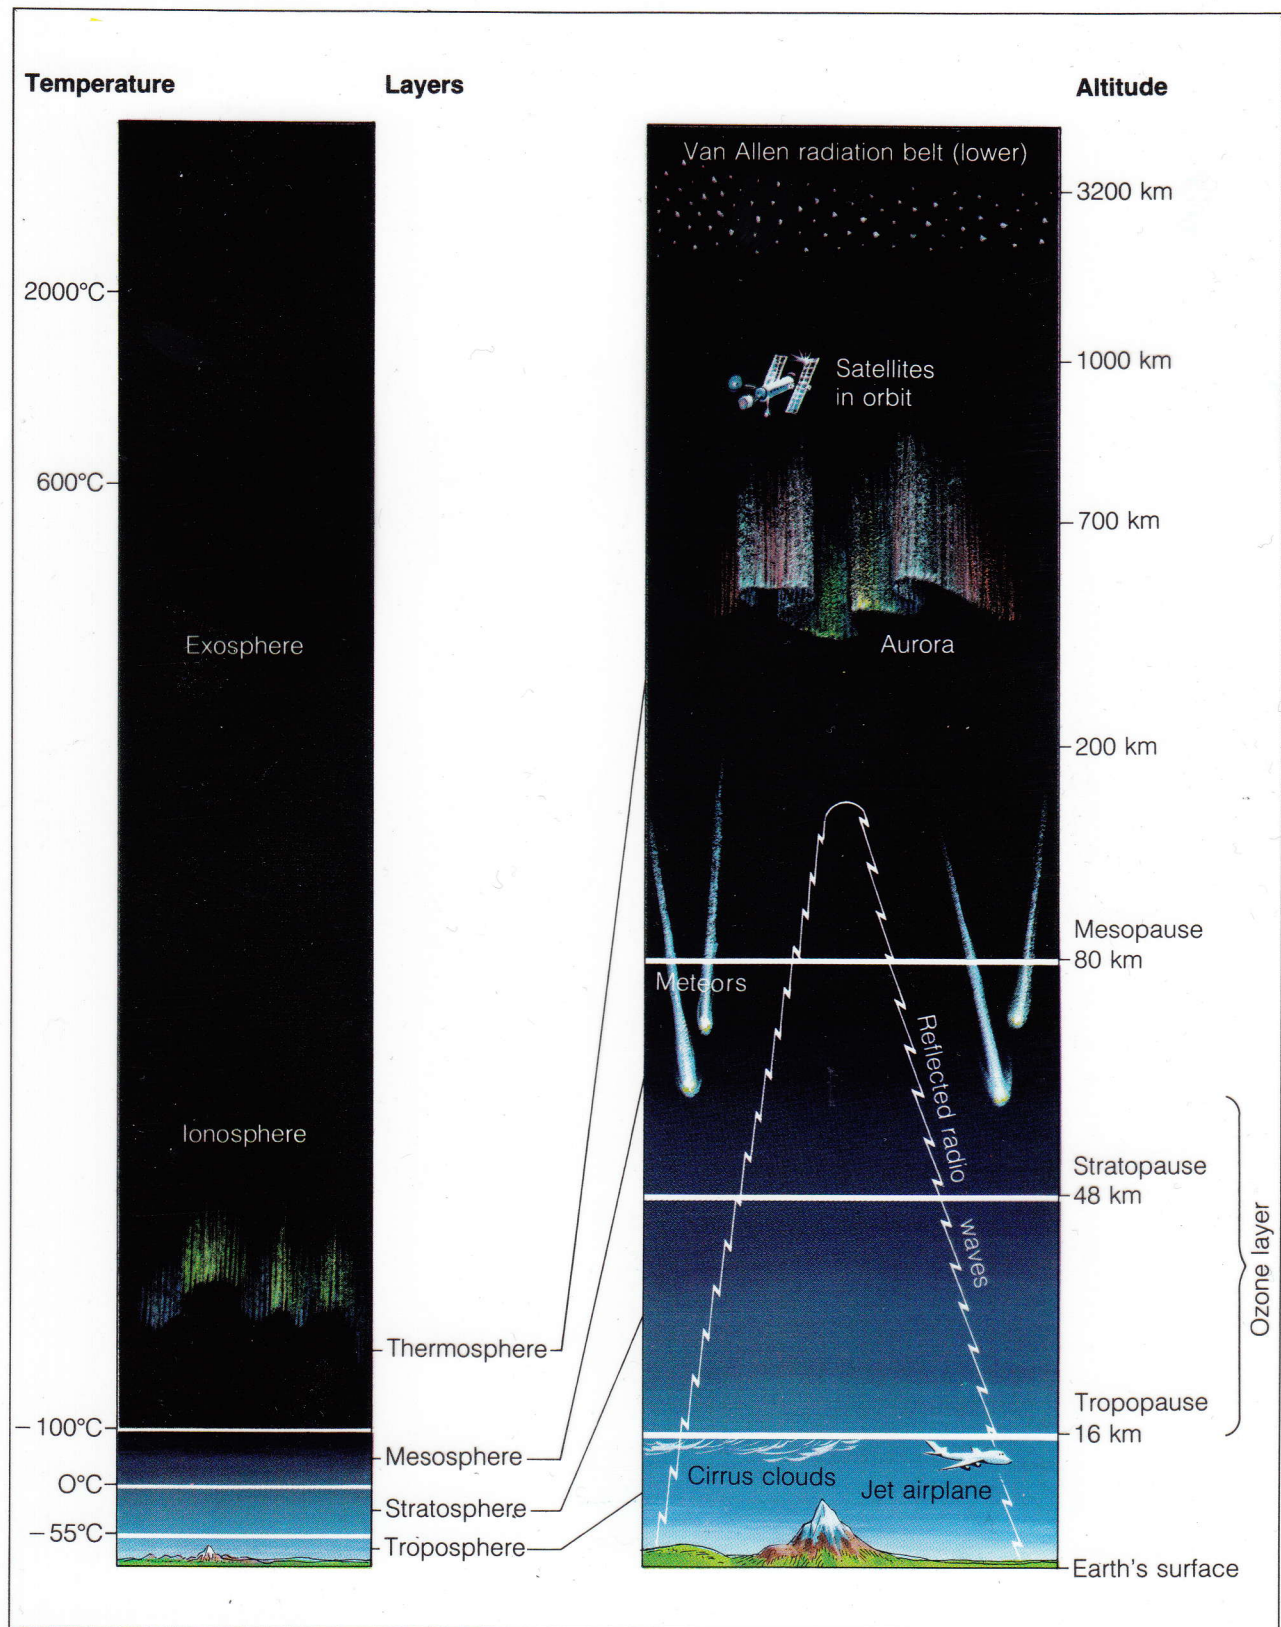 Temperature
Layers
Altitude
2000°C
600°C
Exosphere
Ionosphere
−100°C
0°C
−55°C
Thermosphere
Mesosphere
Stratosphere
Troposphere
Van Allen radiation belt (lower)
Satellites
in orbit
Aurora
Meteors
Reflected radio
waves
Cirrus clouds
Jet airplane
3200 km
1000 km
700 km
200 km
Mesopause
80 km
Stratopause
48 km
Tropopause
16 km
Earth's surface
Ozone layer